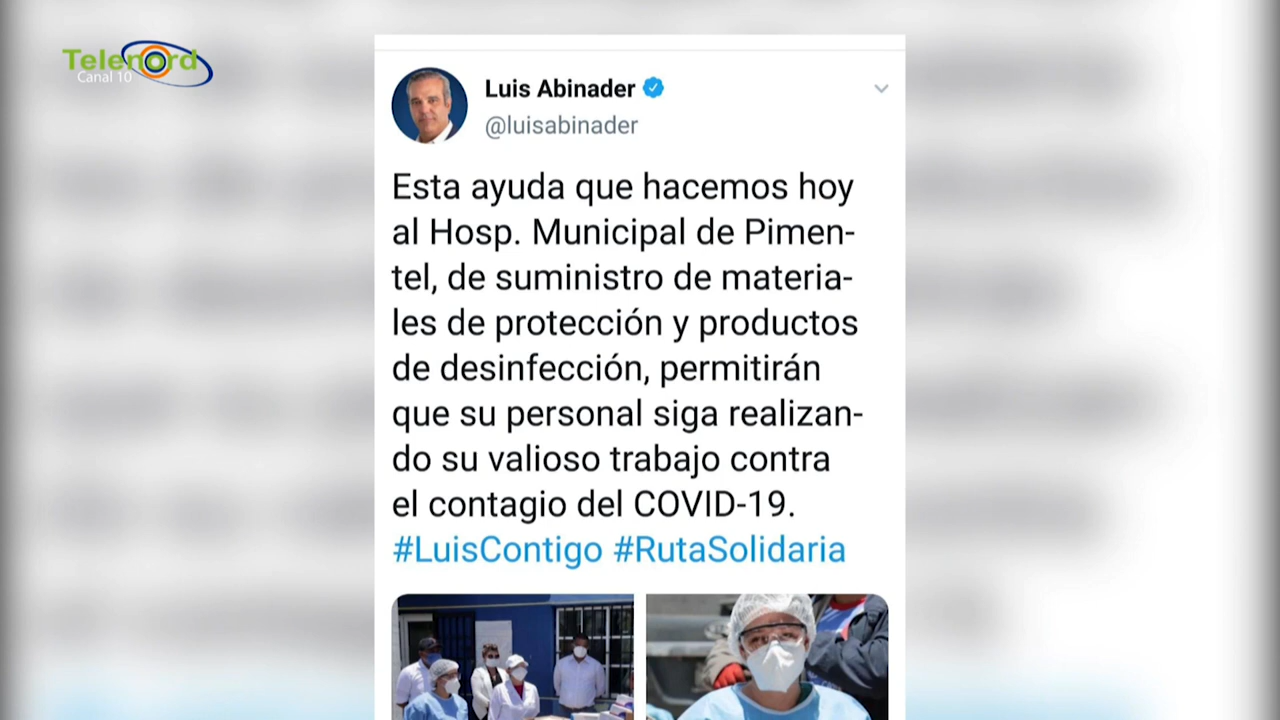 Telenord
Canal 10
Luis Abinader
@luisabinader
Esta ayuda que hacemos hoy
al Hosp. Municipal de Pimen-
tel, de suministro de materia-
les de protección y productos
de desinfección, permitirán
que su personal siga realizan-
do su valioso trabajo contra
el contagio del COVID-19.
#LuisContigo #RutaSolidaria